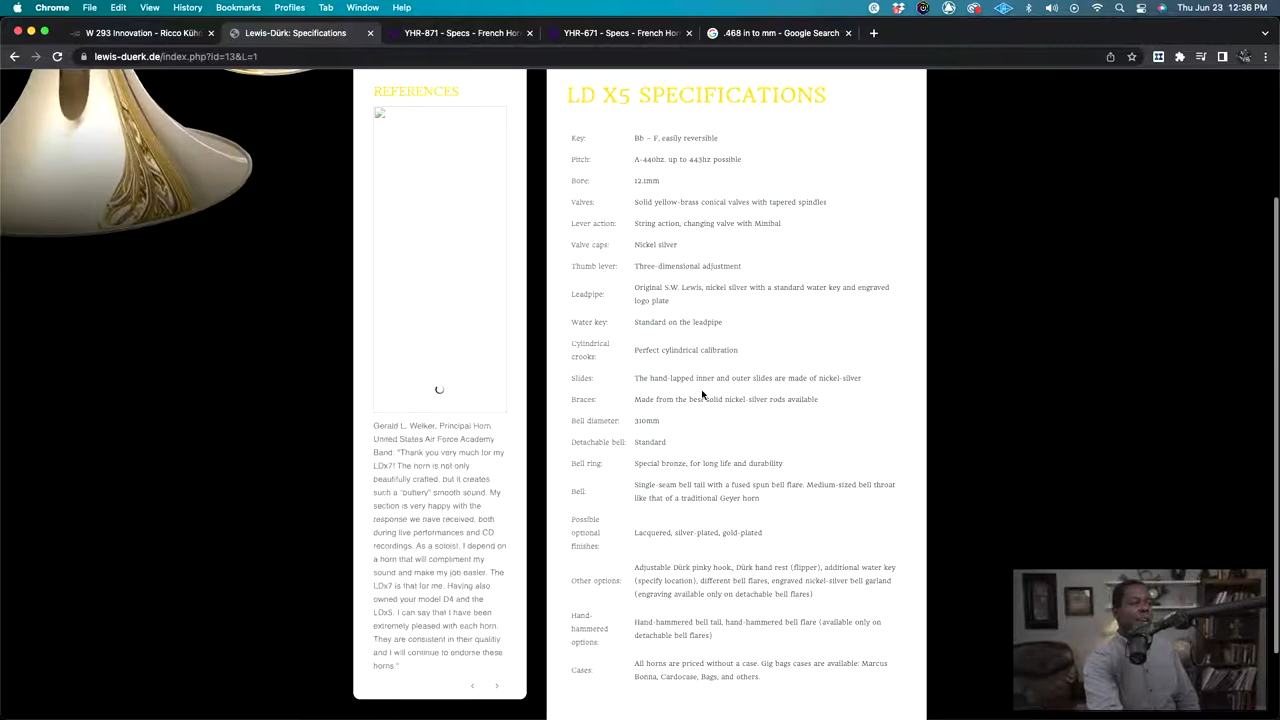 View
History
Bookmarks
Profiles
Tab
Window
Help
Thu Jun 23 12:38 PM
W 293 Innovation - Ricco Küh
Lewis-Dürk: Specifications
YHR-871 - Specs - French Hor
YHR-671 - Specs - French Hor
.468 in to mm - Google Search
lewis-duerk.de/index.php?id=13&L=1
REFERENCES
Gerald L. Welker, Principal Horn,
United States Air Force Academy
Band: "Thank you very much for my
LDx7! The horn is not only
beautifully crafted, but it creates
such a "buttery" smooth sound. My
section is very happy with the
response we have received, both
during live performances and CD
recordings. As a soloist, I depend on
a horn that will compliment my
sound and make my job easier. The
LDx7 is that for me. Having also
owned your model D4 and the
LDx5, I can say that I have been
extremely pleased with each horn.
They are consistent in their quality
and I will continue to endorse these
horns."
LD X5 SPECIFICATIONS
Key: Bb – F, easily reversible
Pitch: A-440hz. up to 443hz possible
Bore: 12.1mm
Valves: Solid yellow-brass conical valves with tapered spindles
Lever action: String action, changing valve with Minibal
Valve caps: Nickel silver
Thumb lever: Three-dimensional adjustment
Leadpipe: Original S.W. Lewis, nickel silver with a standard water key and engraved
logo plate
Water key: Standard on the leadpipe
Cylindrical
crooks: Perfect cylindrical calibration
Slides: The hand-lapped inner and outer slides are made of nickel-silver
Braces: Made from the best solid nickel-silver rods available
Bell diameter: 310mm
Detachable bell: Standard
Bell ring: Special bronze, for long life and durability
Bell: Single-seam bell tail with a fused spun bell flare. Medium-sized bell throat
like that of a traditional Geyer horn
Possible
optional
finishes: Lacquered, silver-plated, gold-plated
Other options: Adjustable Dürk pinky hook, Dürk hand rest (flipper), additional water key
(specify location), different bell flares, engraved nickel-silver bell garland
(engraving available only on detachable bell flares)
Hand-
hammered
options: Hand-hammered bell tail, hand-hammered bell flare (available only on
detachable bell flares)
Cases: All horns are priced without a case. Gig bags cases are available: Marcus
Bonna, Cardocase, Bags, and others.